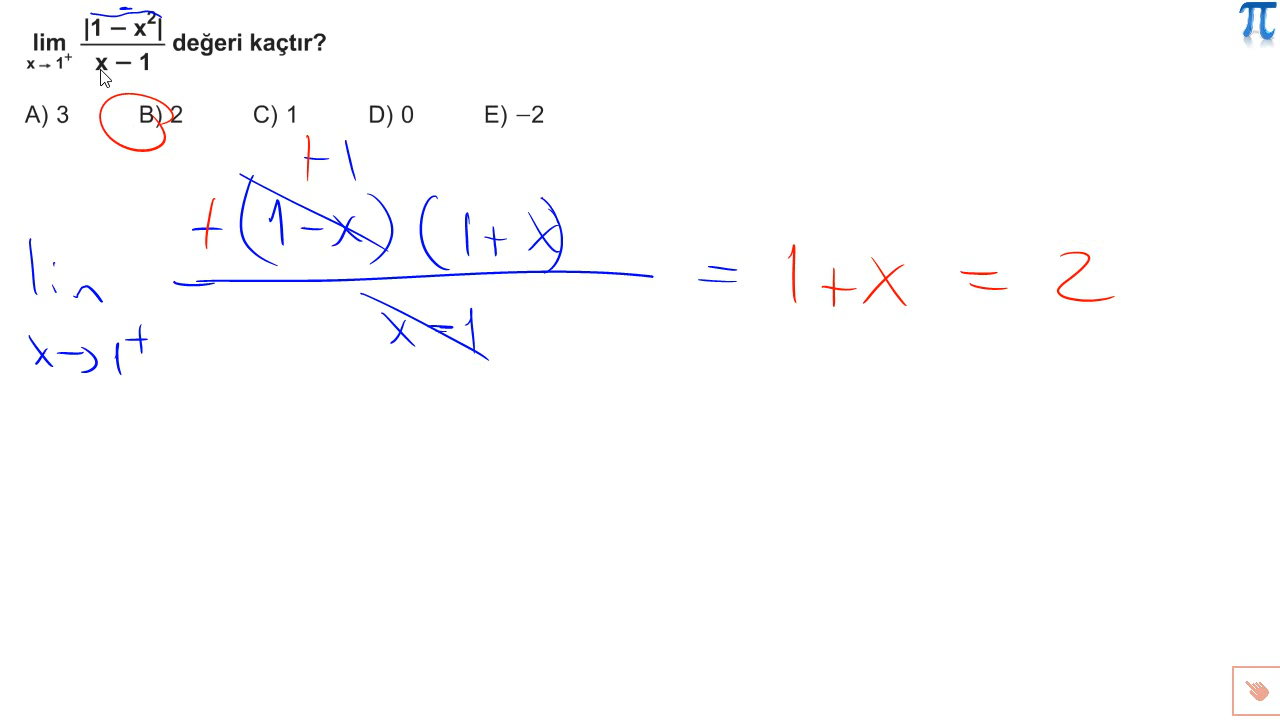 lim x → 1⁺ |1 − x²| / x − 1 değeri kaçtır?
A) 3 B) 2 C) 1 D) 0 E) −2
+ 1
lim x → 1⁺ + (1 − x) (1 + x) / x − 1 = 1 + x = 2
π